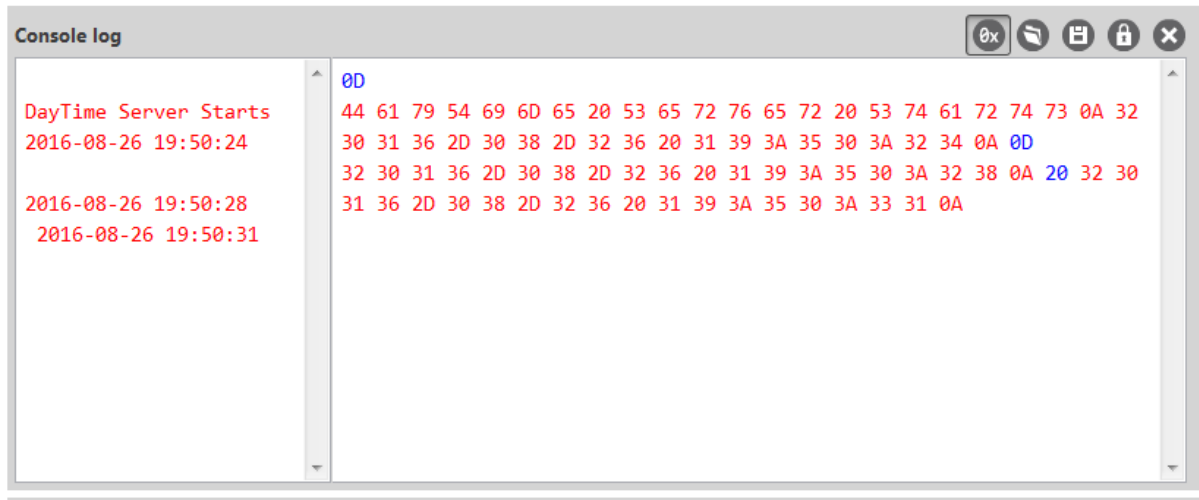 Console log
0x
DayTime Server Starts
2016-08-26 19:50:24
2016-08-26 19:50:28
2016-08-26 19:50:31
0D
44 61 79 54 69 6D 65 20 53 65 72 76 65 72 20 53 74 61 72 74 73 0A 32
30 31 36 2D 30 38 2D 32 36 20 31 39 3A 35 30 3A 32 34 0A 0D
32 30 31 36 2D 30 38 2D 32 36 20 31 39 3A 35 30 3A 32 38 0A 20 32 30
31 36 2D 30 38 2D 32 36 20 31 39 3A 35 30 3A 33 31 0A